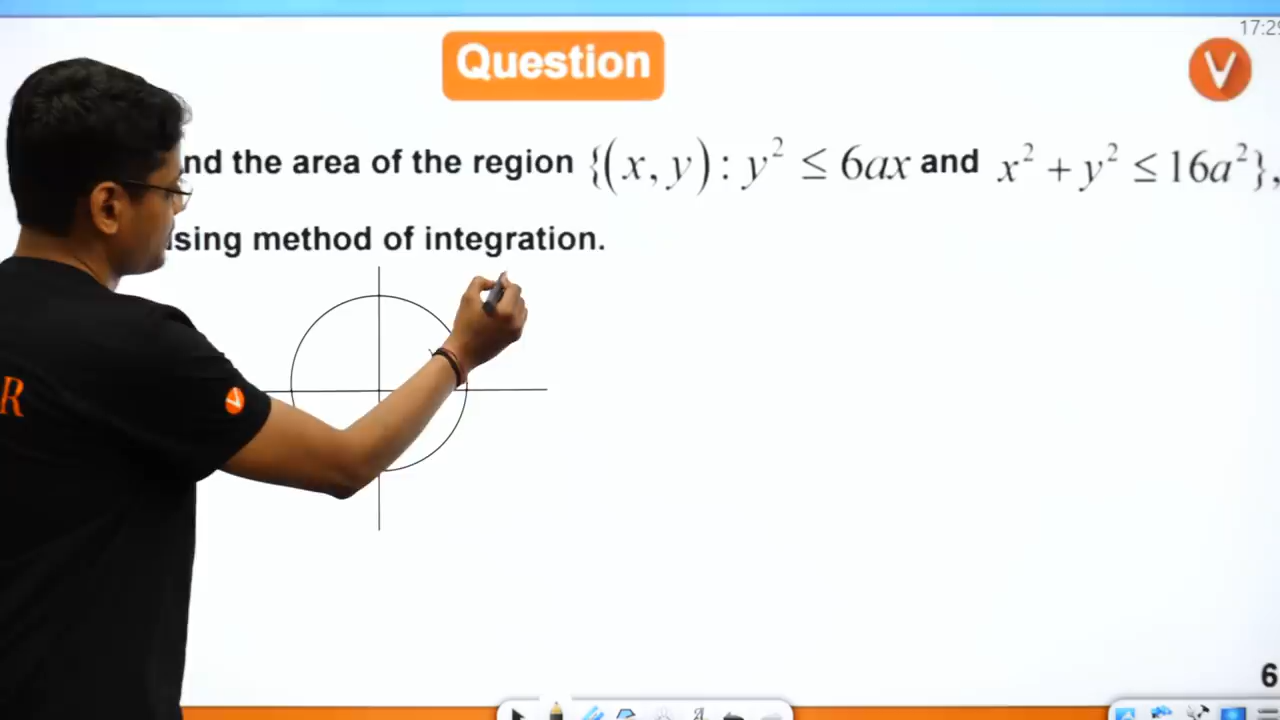 17:29
Question
nd the area of the region {(x, y) : y² ≤ 6ax and x² + y² ≤ 16a²},
sing method of integration.
R
6